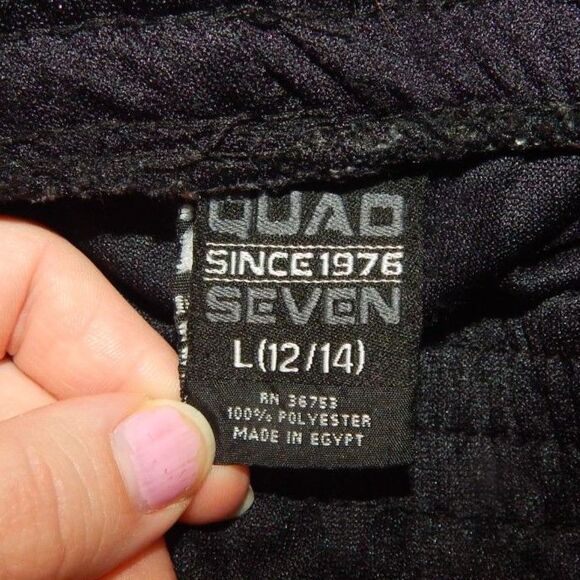 QUAD
SINCE 1976
SEVEN
L (12/14)
RN 36753
100% POLYESTER
MADE IN EGYPT